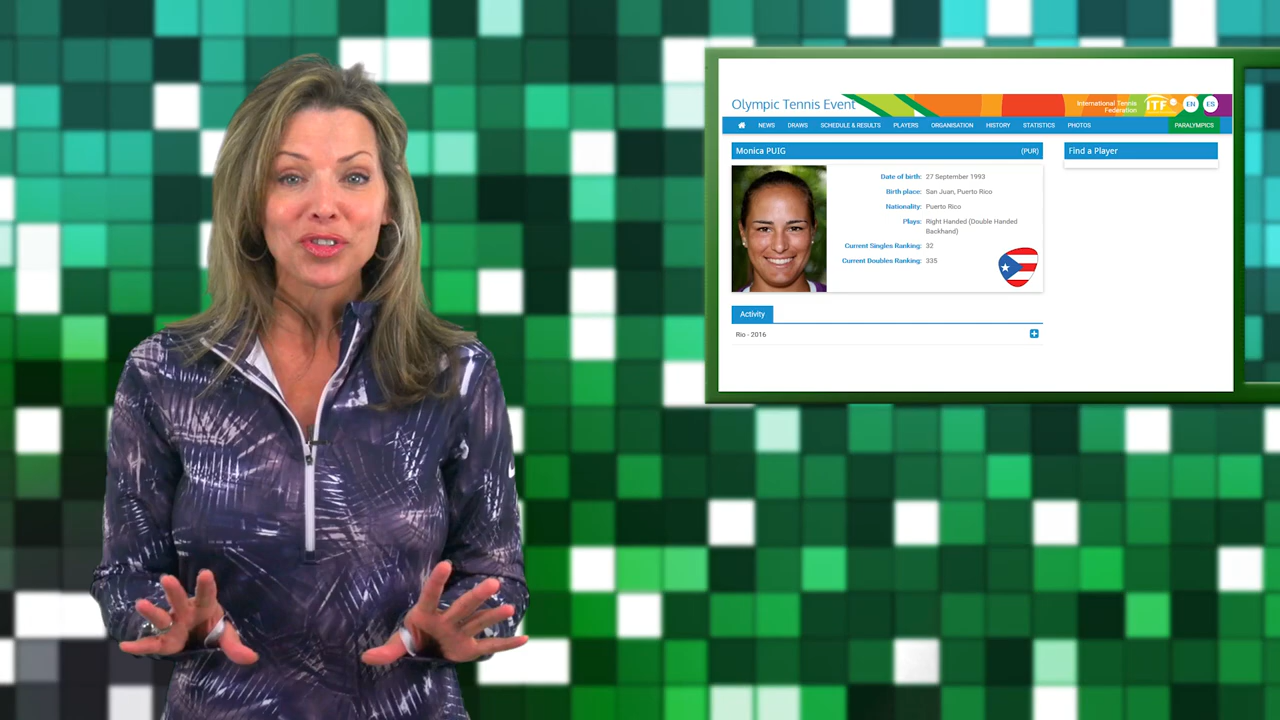 Olympic Tennis Event
International Tennis
Federation
ITF
EN
ES
NEWS
DRAWS
SCHEDULE & RESULTS
PLAYERS
ORGANISATION
HISTORY
STATISTICS
PHOTOS
PARALYMPICS
Monica PUIG
(PUR)
Find a Player
Date of birth: 27 September 1993
Birth place: San Juan, Puerto Rico
Nationality: Puerto Rico
Plays: Right Handed (Double Handed
Backhand)
Current Singles Ranking: 32
Current Doubles Ranking: 335
Activity
Rio - 2016